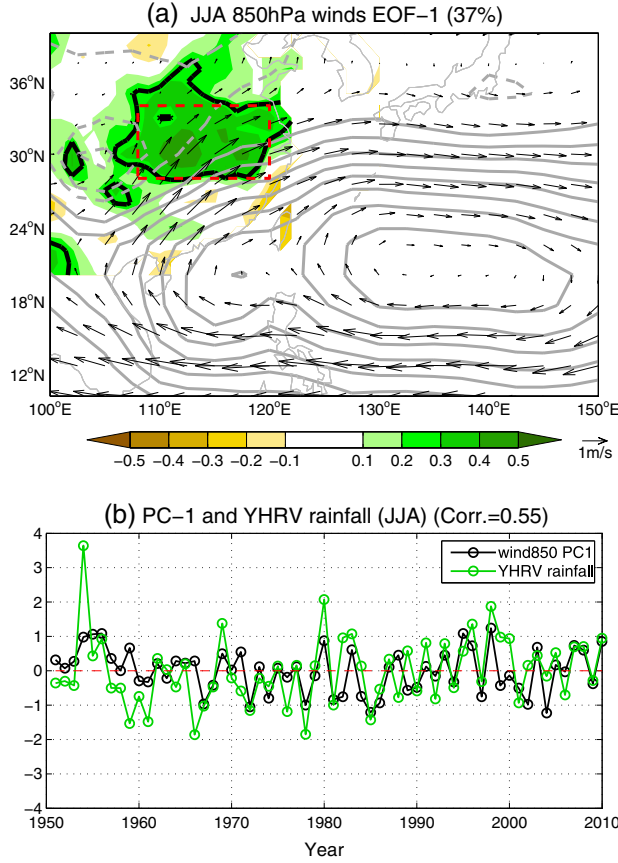 (a) JJA 850hPa winds EOF-1 (37%)
36°N
30°N
24°N
18°N
12°N
100°E 110°E 120°E 130°E 140°E 150°E
−0.5 −0.4 −0.3 −0.2 −0.1 0.1 0.2 0.3 0.4 0.5
1m/s
(b) PC-1 and YHRV rainfall (JJA) (Corr.=0.55)
4
3
2
1
0
−1
−2
−3
−4
wind850 PC1
YHRV rainfall
1950 1960 1970 1980 1990 2000 2010
Year